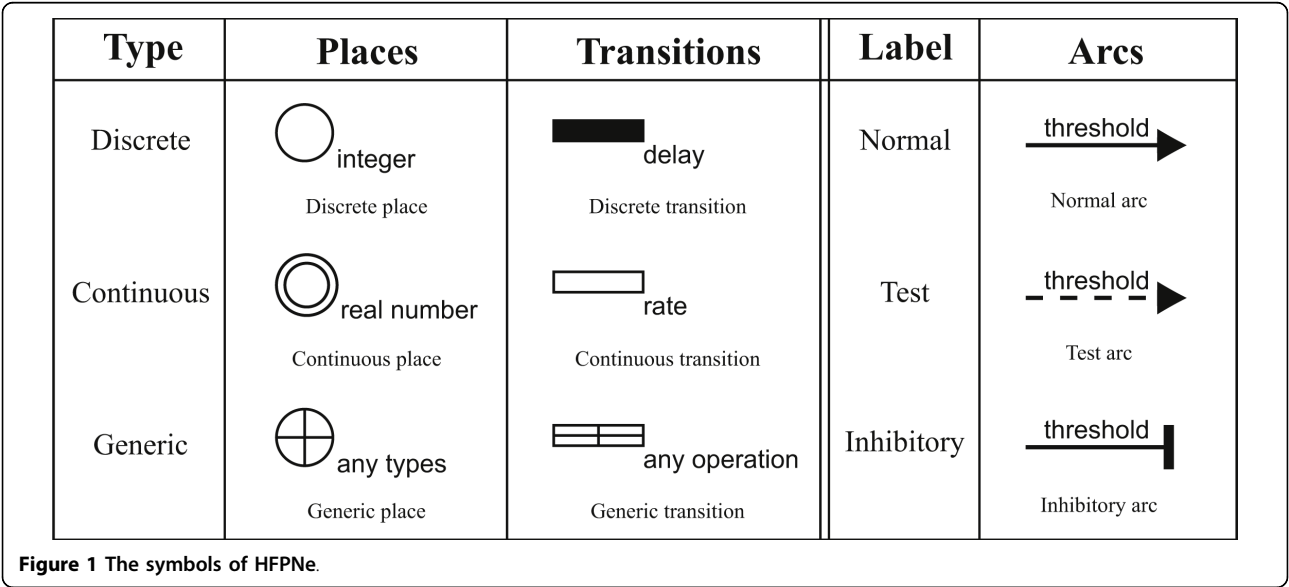 Type Places Transitions Label Arcs
Discrete integer delay Normal threshold
Discrete place Discrete transition Normal arc
Continuous real number rate Test threshold
Continuous place Continuous transition Test arc
Generic any types any operation Inhibitory threshold
Generic place Generic transition Inhibitory arc
Figure 1 The symbols of HFPNe.